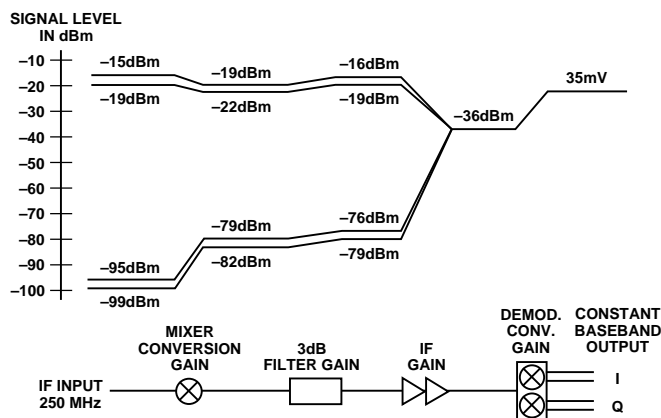 SIGNAL LEVEL
IN dBm
–10
–20
–30
–40
–50
–60
–70
–80
–90
–100
–15dBm
–19dBm
–19dBm
–22dBm
–16dBm
–19dBm
–36dBm
35mV
–95dBm
–99dBm
–79dBm
–82dBm
–76dBm
–79dBm
IF INPUT
250 MHz
MIXER
CONVERSION
GAIN
3dB
FILTER GAIN
IF
GAIN
DEMOD.
CONV.
GAIN
CONSTANT
BASEBAND
OUTPUT
I
Q